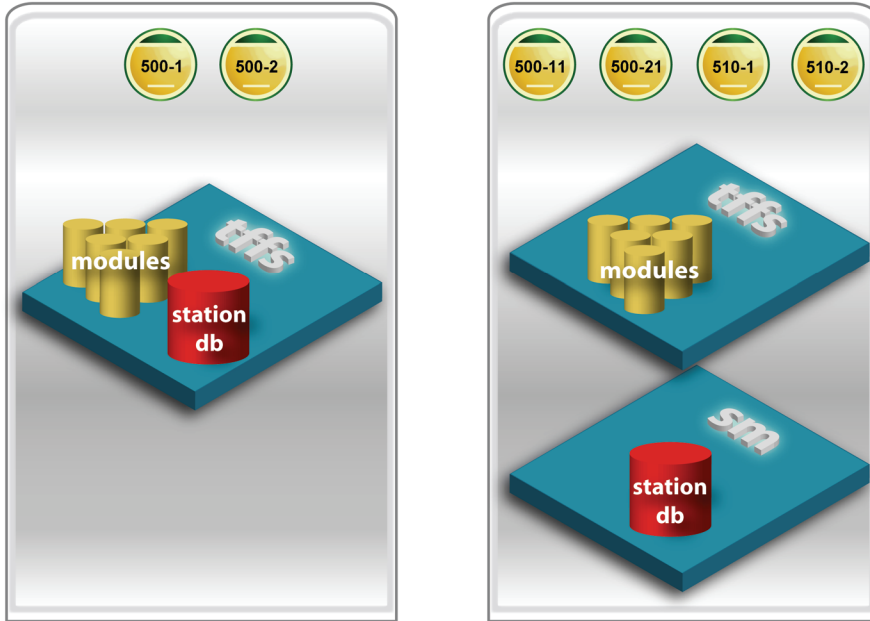 500-1
500-2
tffs
modules
station
db
500-11
500-21
510-1
510-2
tffs
modules
sm
station
db